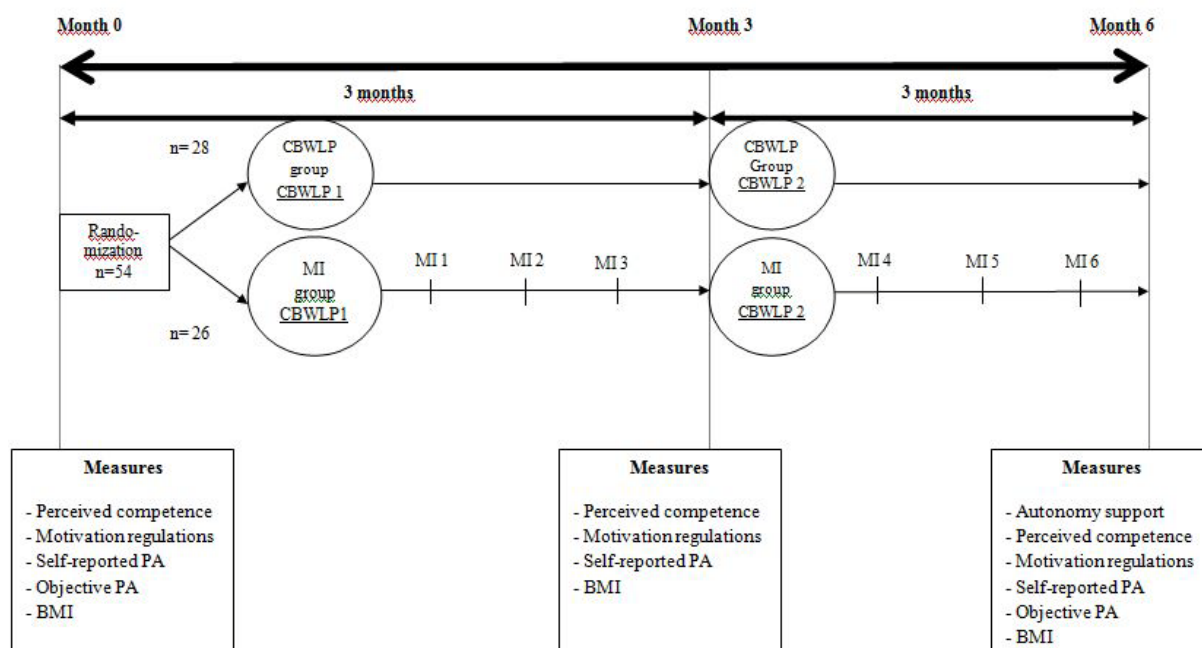 Month 0
Month 3
Month 6
3 months
3 months
n= 28
CBWLP
group
CBWLP 1
CBWLP
Group
CBWLP 2
Rando-
mization
n=54
MI
group
CBWLP1
MI 1
MI 2
MI 3
MI
group
CBWLP 2
MI 4
MI 5
MI 6
n= 26
Measures
- Perceived competence
- Motivation regulations
- Self-reported PA
- Objective PA
- BMI
Measures
- Perceived competence
- Motivation regulations
- Self-reported PA
- BMI
Measures
- Autonomy support
- Perceived competence
- Motivation regulations
- Self-reported PA
- Objective PA
- BMI